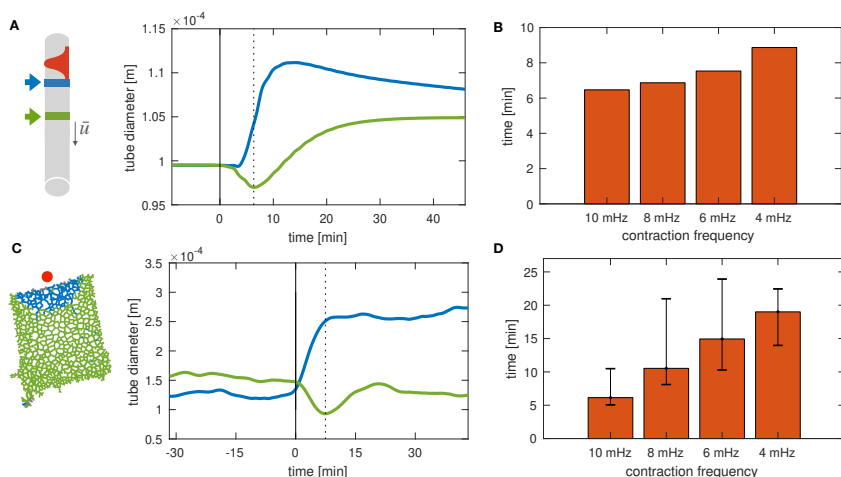 A
ū
×10⁻⁴
1.15
1.1
1.05
1
0.95
tube diameter [m]
0 10 20 30 40
time [min]
B
10
8
6
4
2
0
time [min]
10 mHz 8 mHz 6 mHz 4 mHz
contraction frequency
C
×10⁻⁴
3.5
3
2.5
2
1.5
1
0.5
tube diameter [m]
-30 -15 0 15 30
time [min]
D
25
20
15
10
5
0
time [min]
10 mHz 8 mHz 6 mHz 4 mHz
contraction frequency